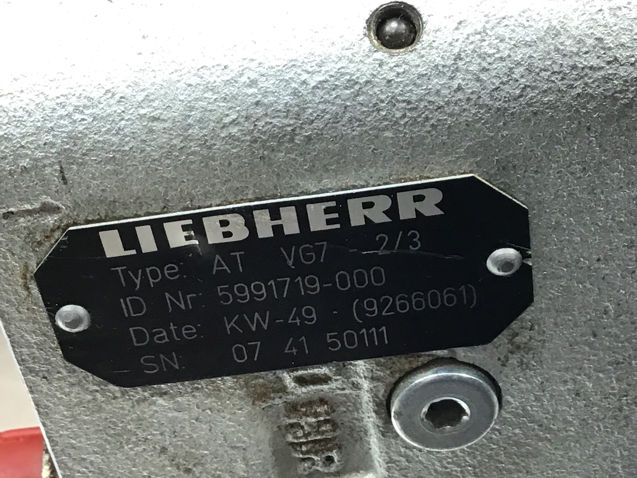 LIEBHERR
Type: AT VG7 - 2/3
ID Nr: 5991719-000
Date: KW-49 · (9266061)
SN: 07 41 50111